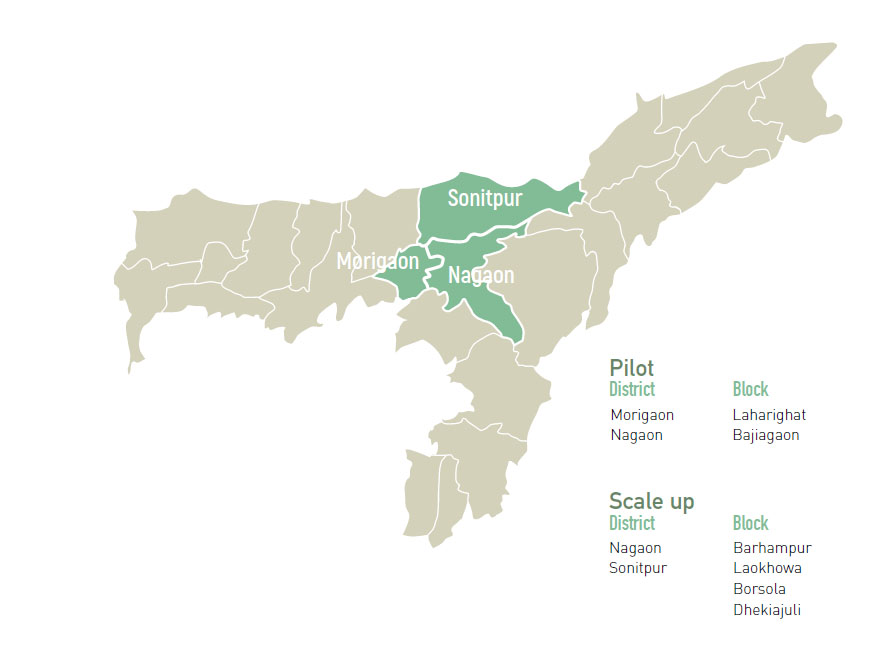 Sonitpur
Morigaon
Nagaon
Pilot
District Block
Morigaon Laharighat
Nagaon Bajiagaon
Scale up
District Block
Nagaon Barhampur
Sonitpur Laokhowa
Borsola
Dhekiajuli